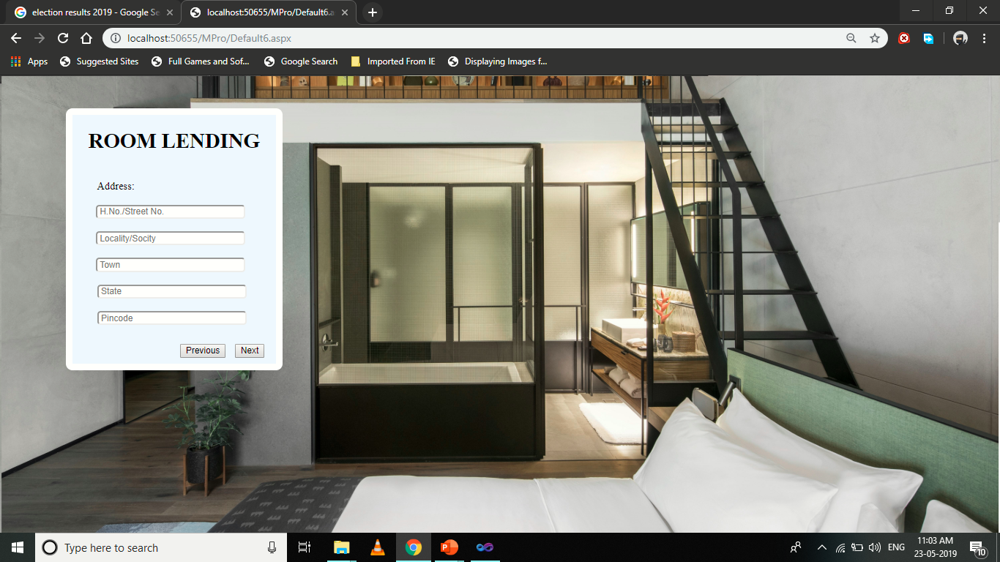 election results 2019 - Google Se
localhost:50655/MPro/Default6.a
localhost:50655/MPro/Default6.aspx
Apps
Suggested Sites
Full Games and Sof...
Google Search
Imported From IE
Displaying Images f...
ROOM LENDING
Address:
H.No./Street No.
Locality/Socity
Town
State
Pincode
Previous Next
Type here to search
ENG
11:03 AM
23-05-2019
10